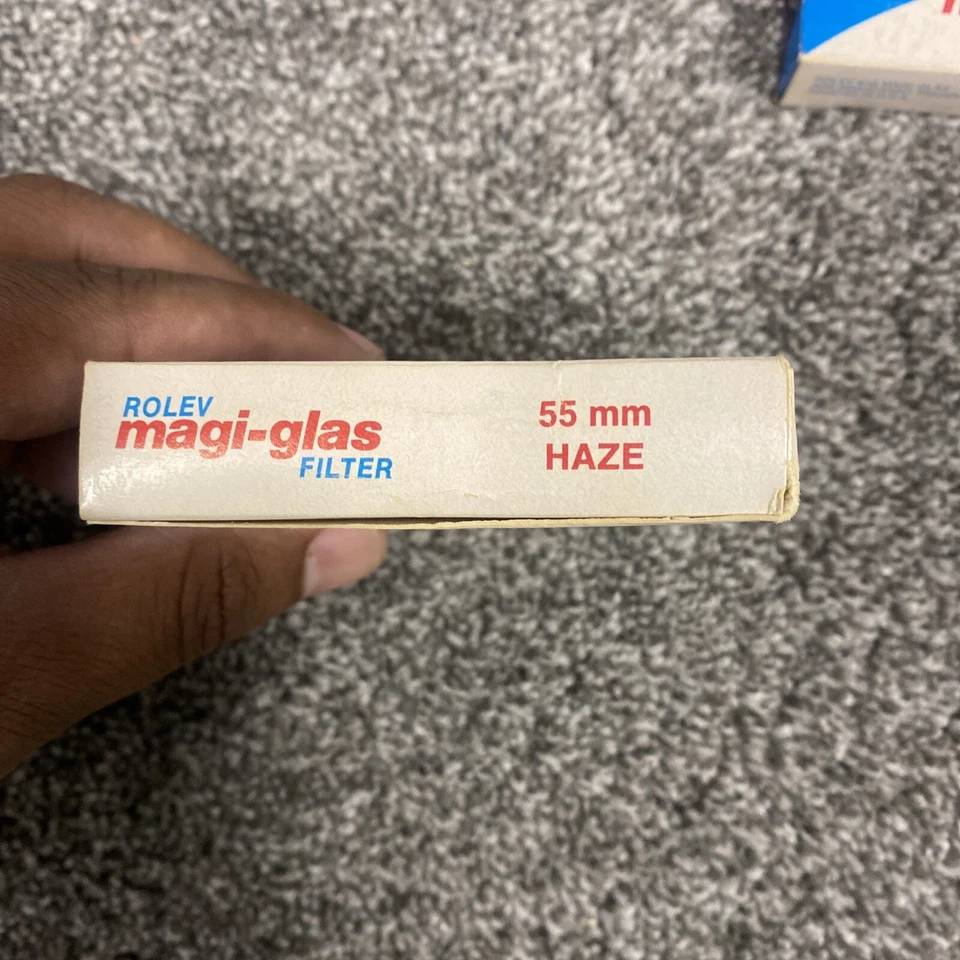 ROLEV
magi-glas
FILTER
55 mm
HAZE